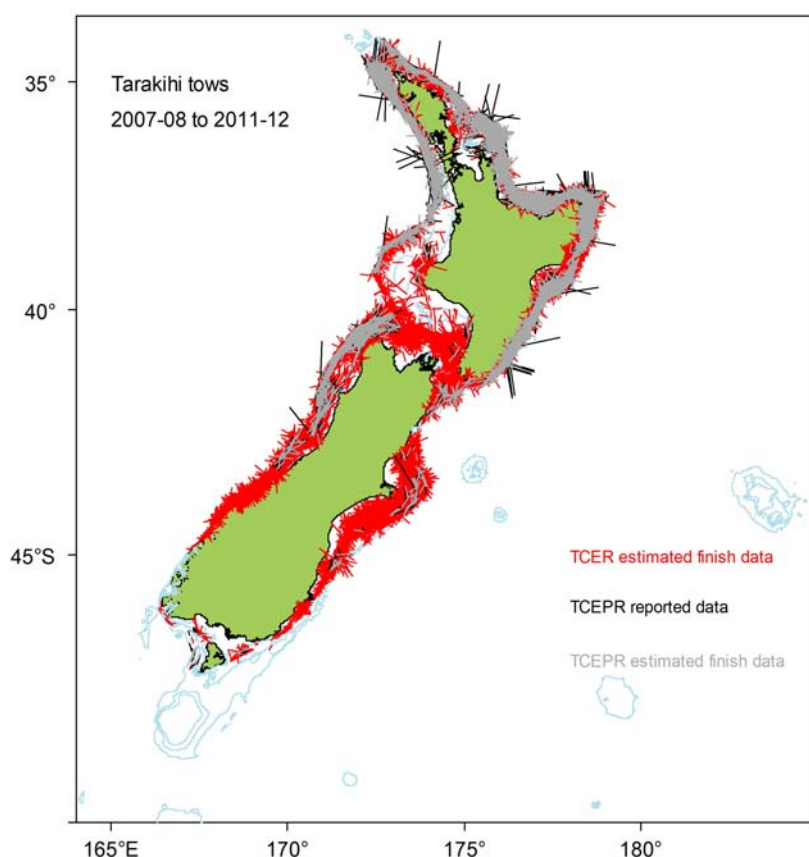 Tarakihi tows
2007-08 to 2011-12
35°
40°
45°S
TCER estimated finish data
TCEPR reported data
TCEPR estimated finish data
165°E
170°
175°
180°